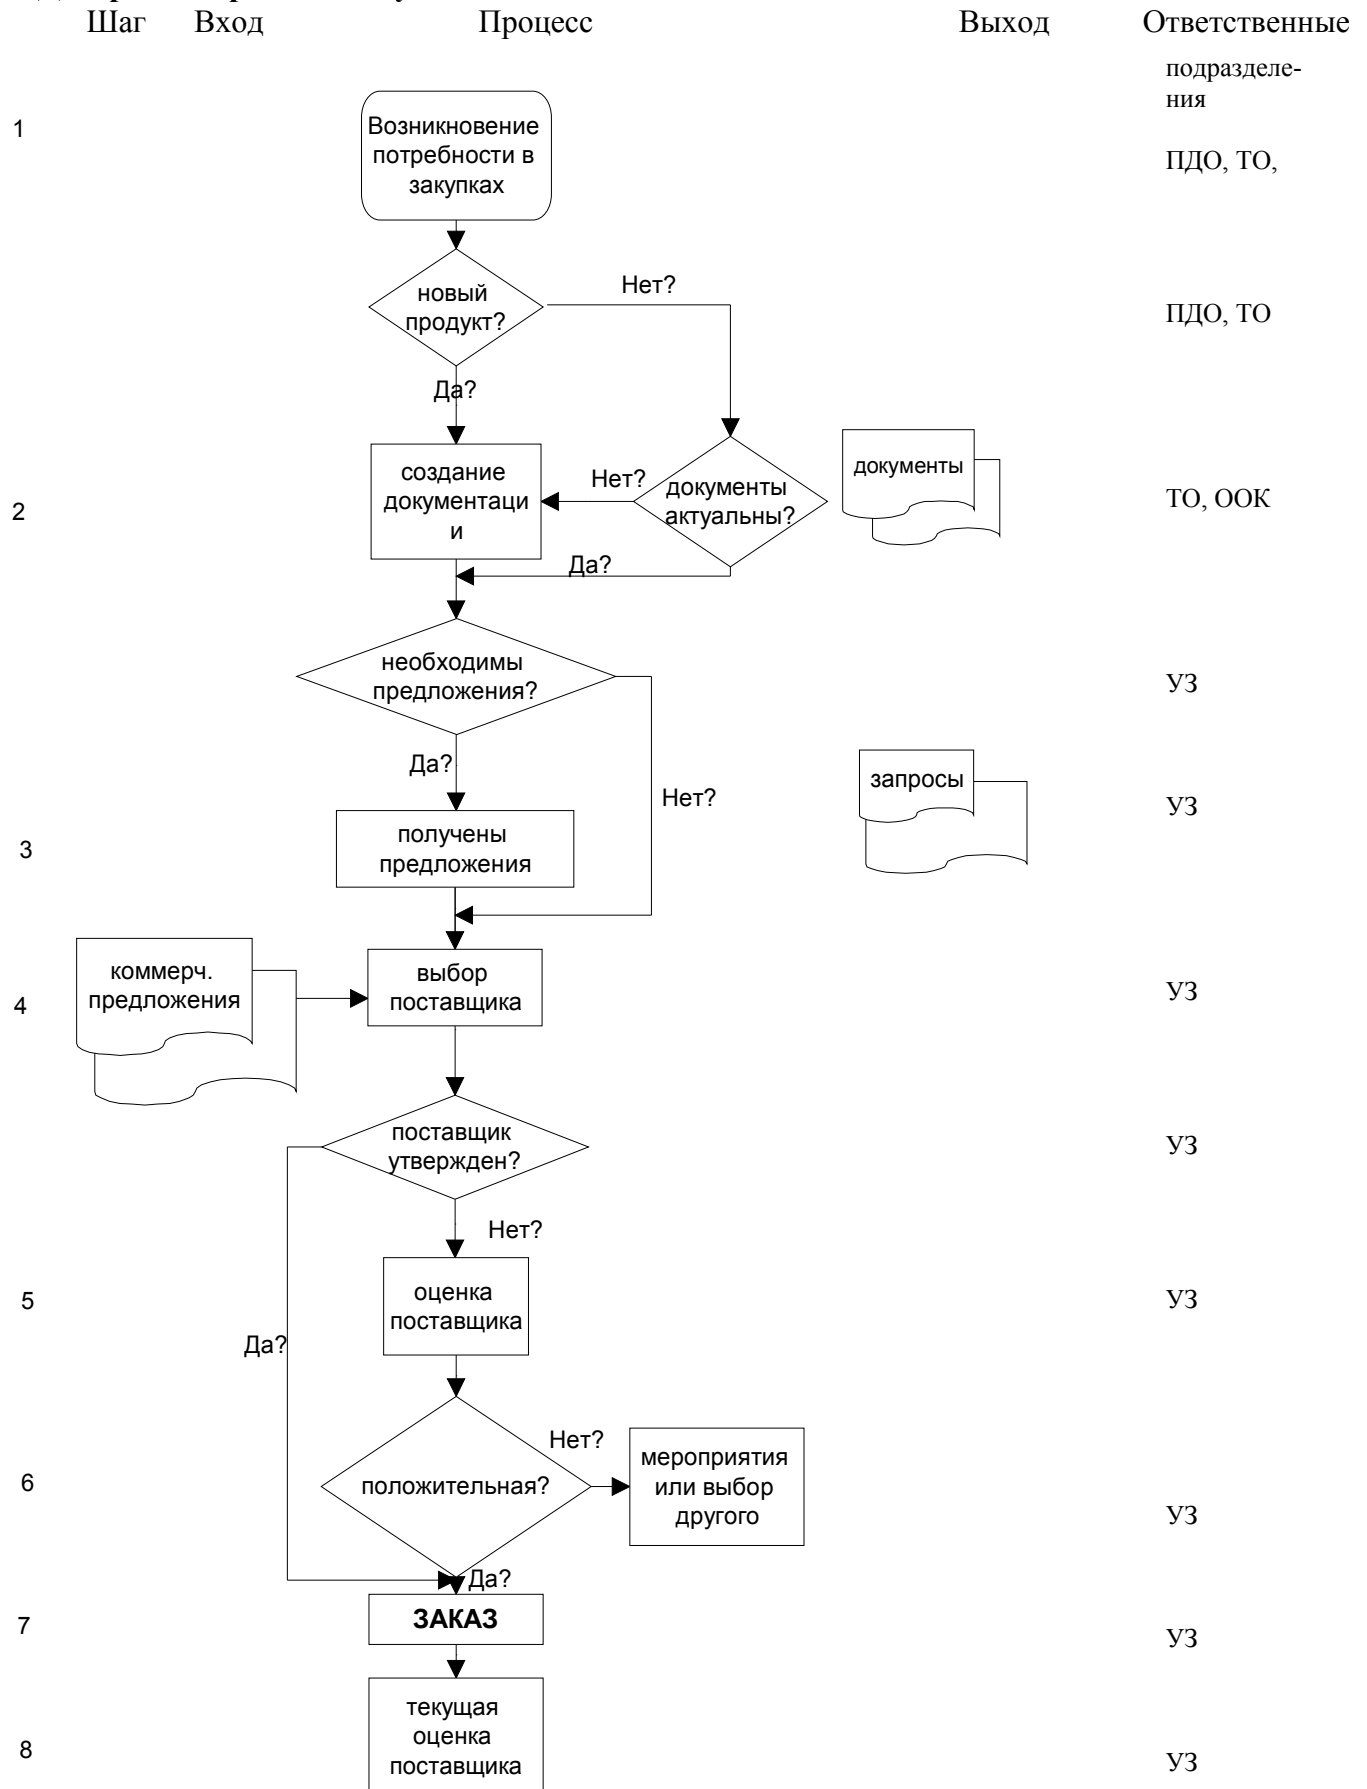 Шаг Вход Процесс Выход Ответственные
подразделе-
ния
1
Возникновение
потребности в
закупках
ПДО, ТО,
новый
продукт?
Нет?
ПДО, ТО
Да?
2
создание
документаци
и
Нет?
документы
актуальны?
документы
ТО, ООК
Да?
необходимы
предложения?
УЗ
Да?
Нет?
запросы
УЗ
3
получены
предложения
коммерч.
предложения
4
выбор
поставщика
УЗ
поставщик
утвержден?
УЗ
Нет?
5
оценка
поставщика
УЗ
Да?
Нет?
6
положительная?
мероприятия
или выбор
другого
УЗ
Да?
7
ЗАКАЗ
УЗ
8
текущая
оценка
поставщика
УЗ